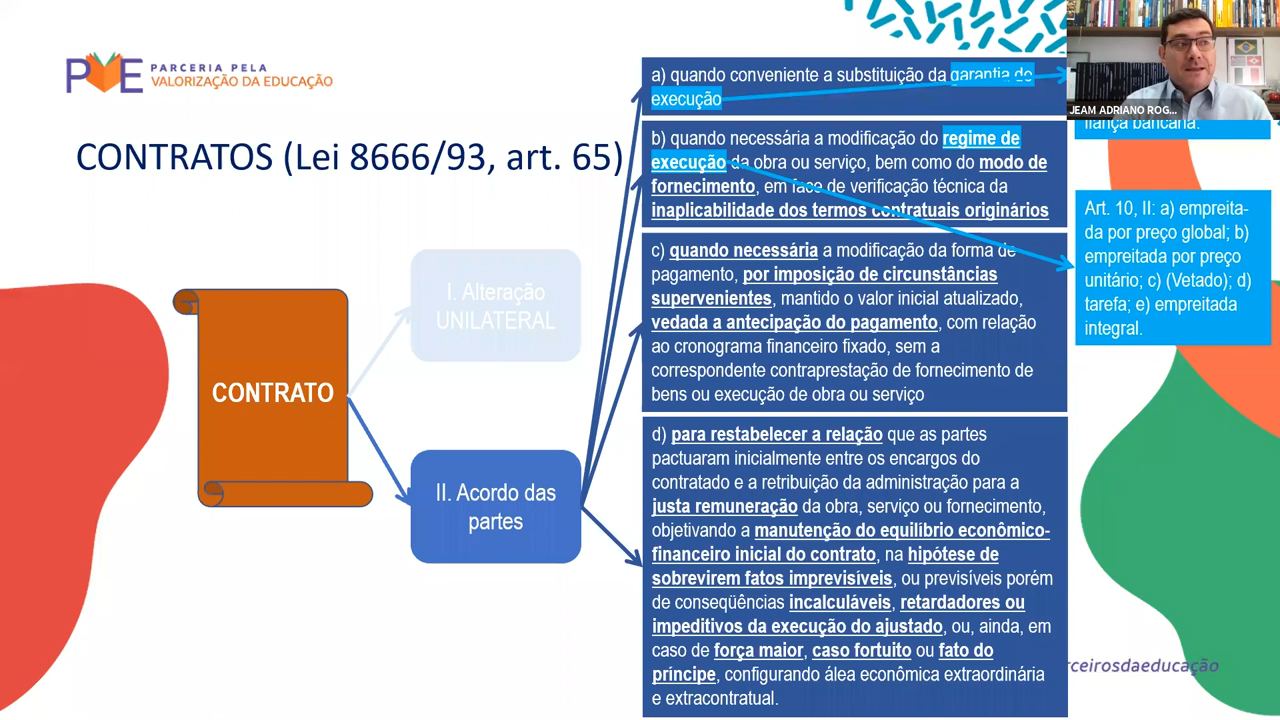 PVE PARCERIA PELA
VALORIZAÇÃO DA EDUCAÇÃO
CONTRATOS (Lei 8666/93, art. 65)
CONTRATO
I. Alteração
UNILATERAL
II. Acordo das
partes
a) quando conveniente a substituição da garantia de
execução
b) quando necessária a modificação do regime de
execução da obra ou serviço, bem como do modo de
fornecimento, em face de verificação técnica da
inaplicabilidade dos termos contratuais originários
c) quando necessária a modificação da forma de
pagamento, por imposição de circunstâncias
supervenientes, mantido o valor inicial atualizado,
vedada a antecipação do pagamento, com relação
ao cronograma financeiro fixado, sem a
correspondente contraprestação de fornecimento de
bens ou execução de obra ou serviço
d) para restabelecer a relação que as partes
pactuaram inicialmente entre os encargos do
contratado e a retribuição da administração para a
justa remuneração da obra, serviço ou fornecimento,
objetivando a manutenção do equilíbrio econômico-
financeiro inicial do contrato, na hipótese de
sobrevirem fatos imprevisíveis, ou previsíveis porém
de conseqüências incalculáveis, retardadores ou
impeditivos da execução do ajustado, ou, ainda, em
caso de força maior, caso fortuito ou fato do
príncipe, configurando álea econômica extraordinária
e extracontratual.
JEAM ADRIANO ROG...
fiança bancária.
Art. 10, II: a) empreita-
da por preço global; b)
empreitada por preço
unitário; c) (Vetado); d)
tarefa; e) empreitada
integral.
rceirosdaeducação